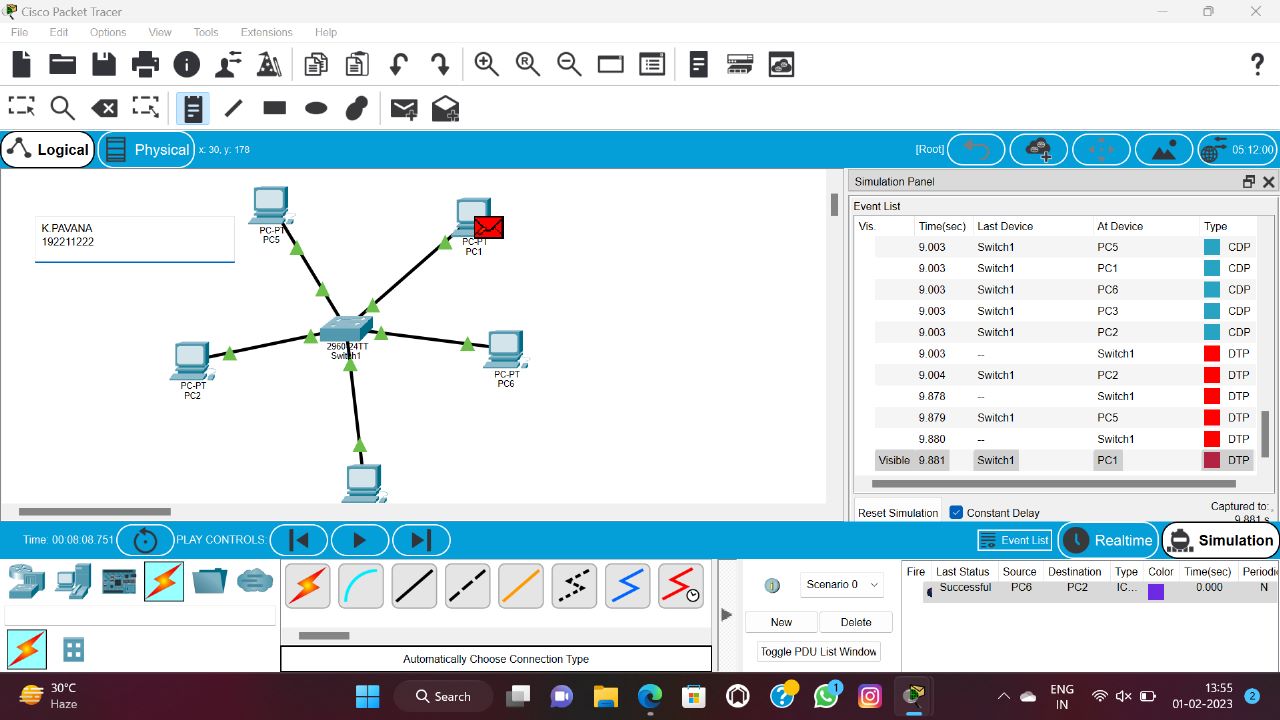 Cisco Packet Tracer
File Edit Options View Tools Extensions Help
Logical Physical x: 30, y: 178 [Root] 05:12:00
K.PAVANA
192211222
PC-PT
PC5
PC-PT
PC1
2960-24TT
Switch1
PC-PT
PC2
PC-PT
PC6
Simulation Panel
Event List
Vis. Time(sec) Last Device At Device Type
9.003 Switch1 PC5 CDP
9.003 Switch1 PC1 CDP
9.003 Switch1 PC6 CDP
9.003 Switch1 PC3 CDP
9.003 Switch1 PC2 CDP
9.003 -- Switch1 DTP
9.004 Switch1 PC2 DTP
9.878 -- Switch1 DTP
9.879 Switch1 PC5 DTP
9.880 -- Switch1 DTP
Visible 9.881 Switch1 PC1 DTP
Reset Simulation Constant Delay Captured to:
9.881 s
Time: 00:08:08.751 PLAY CONTROLS: Event List Realtime Simulation
Automatically Choose Connection Type
Scenario 0
New Delete
Toggle PDU List Window
Fire Last Status Source Destination Type Color Time(sec) Periodic
Successful PC6 PC2 IC... 0.000 N
30°C
Haze
Search
1
ENG
IN
13:55
01-02-2023
2